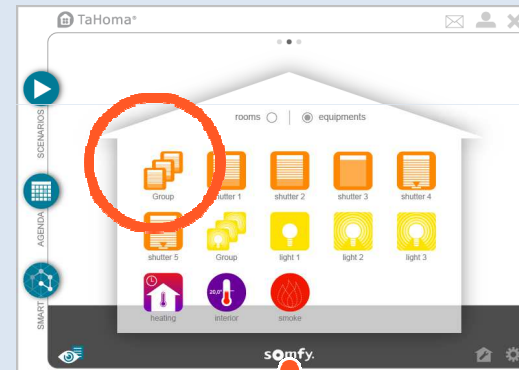 TaHoma®
rooms
equipments
SCENARIOS
Group
shutter 1
shutter 2
shutter 3
shutter 4
AGENDA
shutter 5
Group
light 1
light 2
light 3
SMART
20,0°
heating
interior
smoke
somfy.